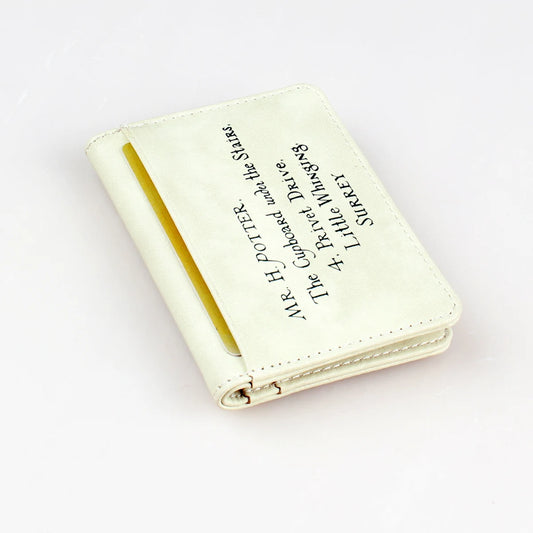 MR. H. POTTER,
The Cupboard under the Stairs,
4, Privet Drive,
Little Whinging,
SURREY